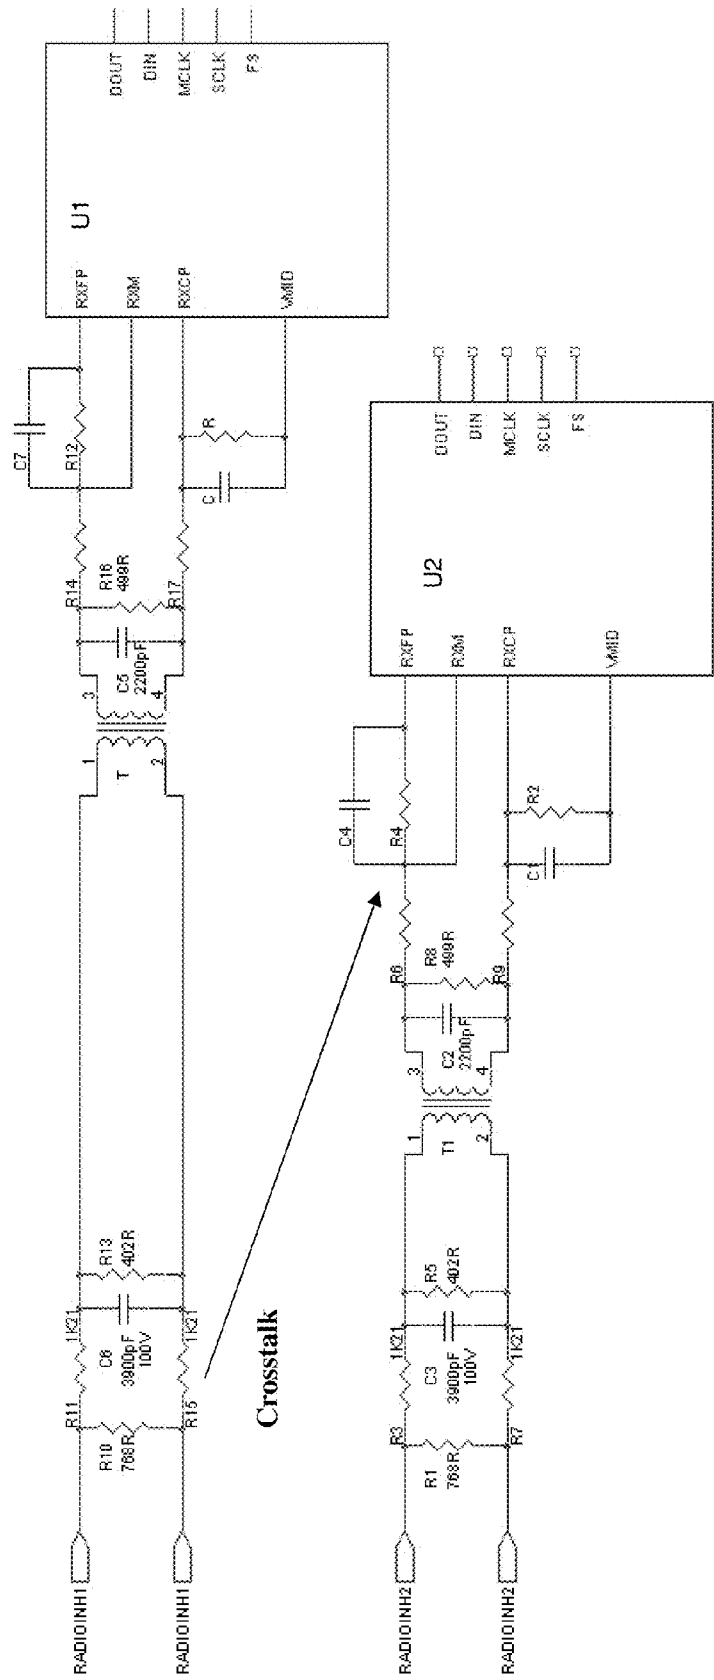 RADIOINH1
RADIOINH1
R11
1K21
R10
768R
C6
3900pF
100V
R13
402R
R15
1K21
1
2
T
3
4
C5
2200pF
R14
R16
499R
R17
C7
R12
C
R
U1
RXFP
RXM
RXCP
VMID
DOUT
DIN
MCLK
SCLK
FS
Crosstalk
RADIOINH2
RADIOINH2
R3
1K21
R1
768R
C3
3900pF
100V
R5
402R
R7
1K21
1
2
T1
3
4
C2
2200pF
R6
R8
499R
R9
C4
R4
C1
R2
U2
RXFP
RXM
RXCP
VMID
DOUT
DIN
MCLK
SCLK
FS